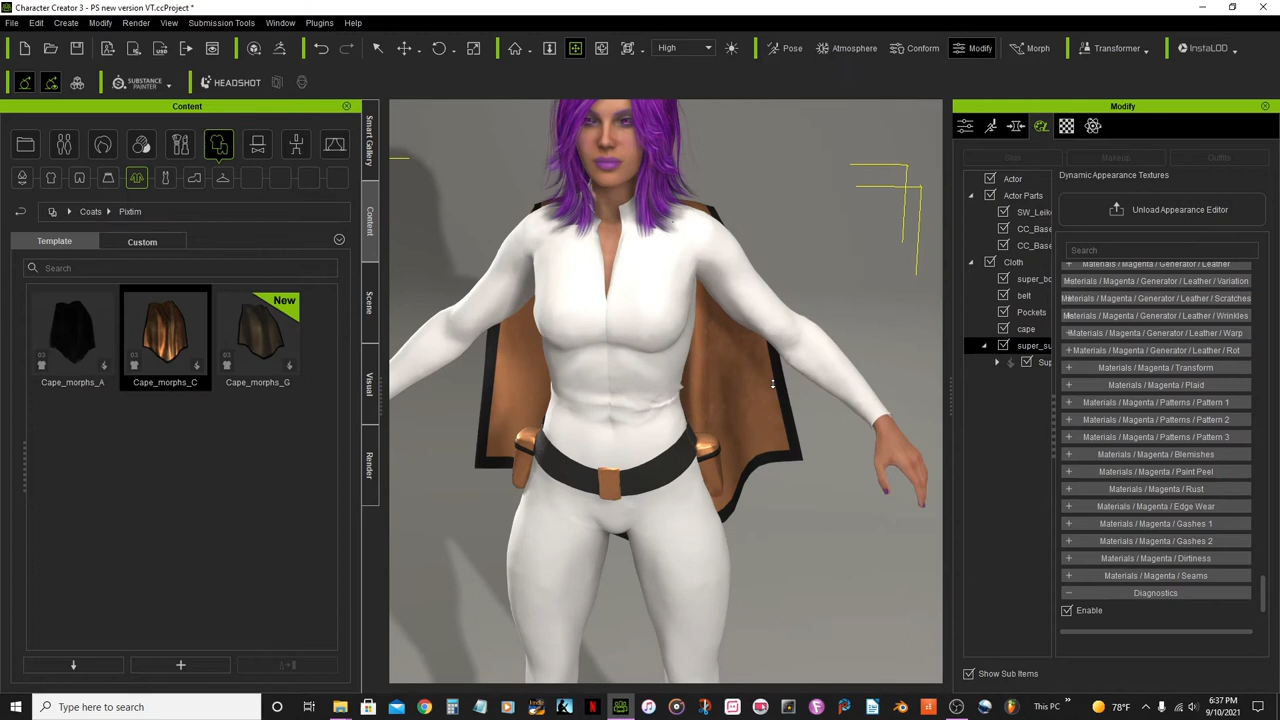 Character Creator 3 - PS new version VT.ccProject *
File Edit Create Modify Render View Submission Tools Window Plugins Help
High Pose Atmosphere Conform Modify Morph Transformer InstaLOD
SUBSTANCE PAINTER HEADSHOT
Content
Coats Pixtim
Template Custom
Search
New
03 03 03
Cape_morphs_A Cape_morphs_C Cape_morphs_G
Smart Gallery
Content
Scene
Visual
Render
Modify
Skin Makeup Outfits
Dynamic Appearance Textures
Unload Appearance Editor
Search
Actor
Actor Parts
SW_Leik
CC_Base
CC_Base
Cloth
super_bo
belt
Pockets
cape
super_su
Sup
Materials / Magenta / Generator / Leather
Materials / Magenta / Generator / Leather / Variation
Materials / Magenta / Generator / Leather / Scratches
Materials / Magenta / Generator / Leather / Wrinkles
Materials / Magenta / Generator / Leather / Warp
Materials / Magenta / Generator / Leather / Rot
Materials / Magenta / Transform
Materials / Magenta / Plaid
Materials / Magenta / Patterns / Pattern 1
Materials / Magenta / Patterns / Pattern 2
Materials / Magenta / Patterns / Pattern 3
Materials / Magenta / Blemishes
Materials / Magenta / Paint Peel
Materials / Magenta / Rust
Materials / Magenta / Edge Wear
Materials / Magenta / Gashes 1
Materials / Magenta / Gashes 2
Materials / Magenta / Dirtiness
Materials / Magenta / Seams
Diagnostics
Enable
Show Sub Items
Type here to search
This PC
78°F
6:37 PM
9/10/2021